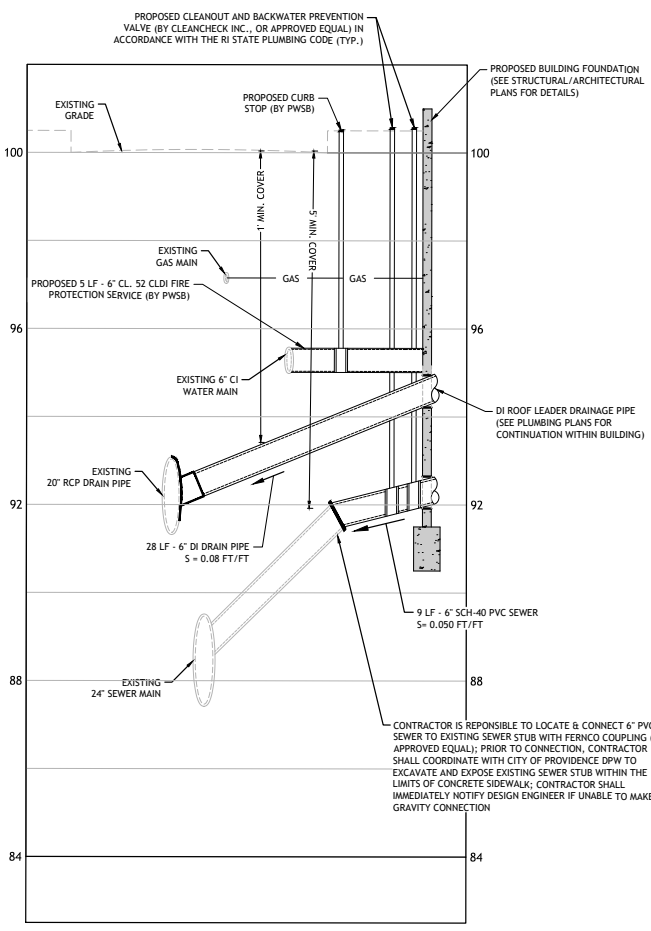 PROPOSED CLEANOUT AND BACKWATER PREVENTION
VALVE (BY CLEANCHECK INC., OR APPROVED EQUAL) IN
ACCORDANCE WITH THE RI STATE PLUMBING CODE (TYP.)
PROPOSED BUILDING FOUNDATION
(SEE STRUCTURAL/ARCHITECTURAL
PLANS FOR DETAILS)
EXISTING
GRADE
PROPOSED CURB
STOP (BY PWSB)
100
100
1' MIN. COVER
5' MIN. COVER
EXISTING
GAS MAIN
GAS
GAS
PROPOSED 5 LF - 6" CL. 52 CLDI FIRE
PROTECTION SERVICE (BY PWSB)
96
96
EXISTING 6" CI
WATER MAIN
DI ROOF LEADER DRAINAGE PIPE
(SEE PLUMBING PLANS FOR
CONTINUATION WITHIN BUILDING)
EXISTING
20" RCP DRAIN PIPE
92
92
28 LF - 6" DI DRAIN PIPE
S = 0.08 FT/FT
9 LF - 6" SCH-40 PVC SEWER
S= 0.050 FT/FT
EXISTING
24" SEWER MAIN
88
88
CONTRACTOR IS REPONSIBLE TO LOCATE & CONNECT 6" PVC
SEWER TO EXISTING SEWER STUB WITH FERNCO COUPLING (
APPROVED EQUAL); PRIOR TO CONNECTION, CONTRACTOR
SHALL COORDINATE WITH CITY OF PROVIDENCE DPW TO
EXCAVATE AND EXPOSE EXISTING SEWER STUB WITHIN THE
LIMITS OF CONCRETE SIDEWALK; CONTRACTOR SHALL
IMMEDIATELY NOTIFY DESIGN ENGINEER IF UNABLE TO MAKE
GRAVITY CONNECTION
84
84